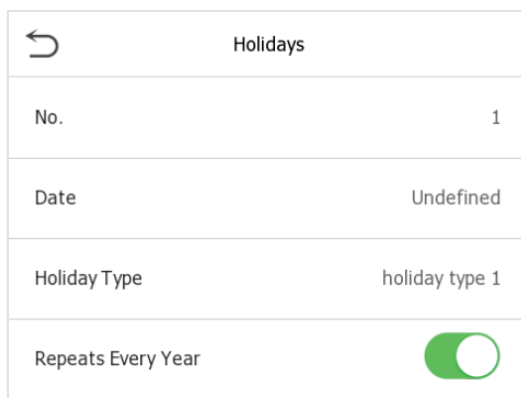 Holidays
No. 1
Date Undefined
Holiday Type holiday type 1
Repeats Every Year